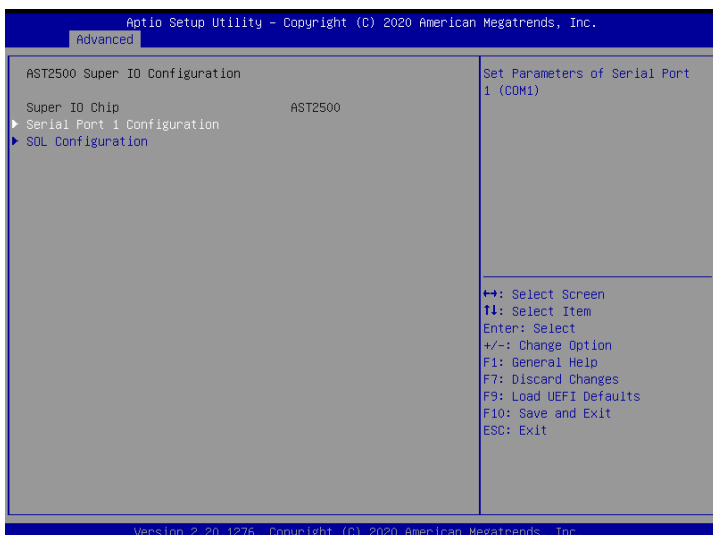 Aptio Setup Utility – Copyright (C) 2020 American Megatrends, Inc.
Advanced
AST2500 Super IO Configuration
Super IO Chip AST2500
Serial Port 1 Configuration
SOL Configuration
Set Parameters of Serial Port
1 (COM1)
↔: Select Screen
↑↓: Select Item
Enter: Select
+/-: Change Option
F1: General Help
F7: Discard Changes
F9: Load UEFI Defaults
F10: Save and Exit
ESC: Exit
Version 2.20.1276. Copyright (C) 2020 American Megatrends, Inc.